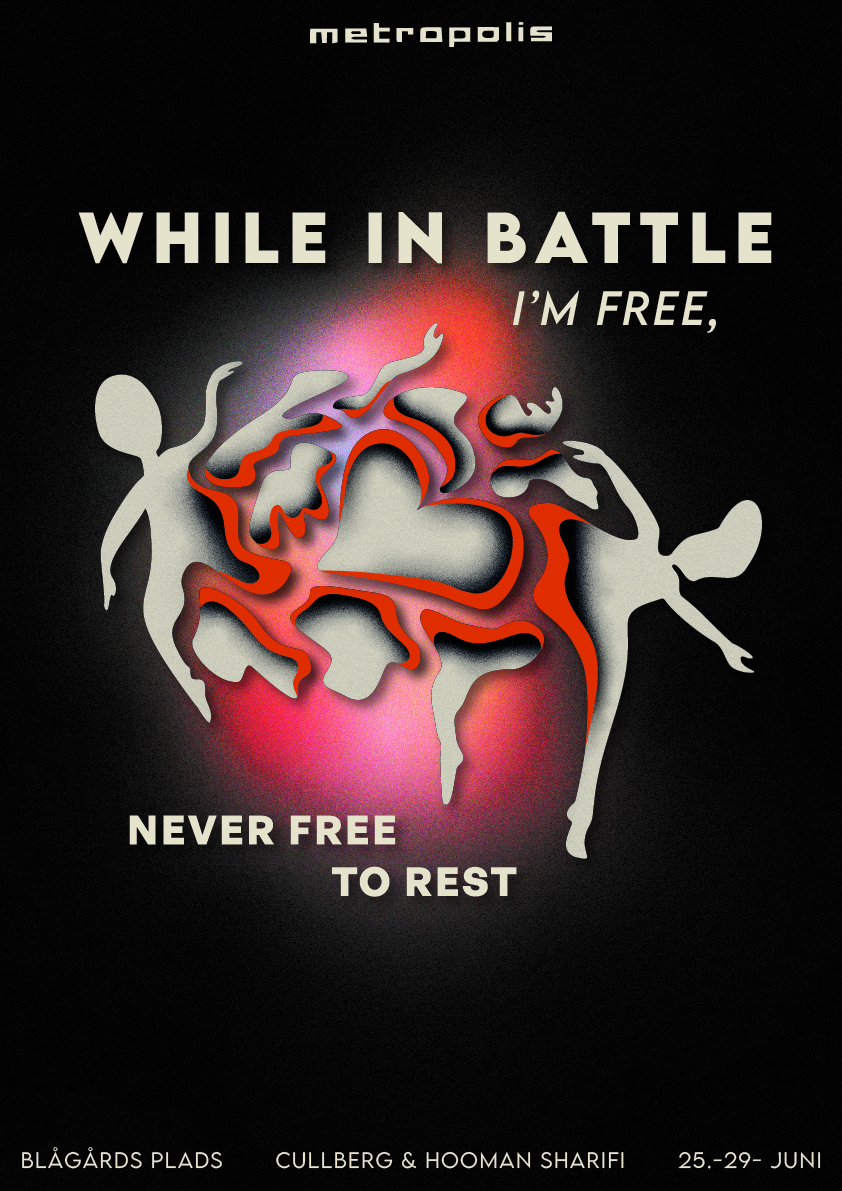 metropolis
WHILE IN BATTLE
I'M FREE,
NEVER FREE
TO REST
BLÅGÅRDS PLADS CULLBERG & HOOMAN SHARIFI 25.-29- JUNI